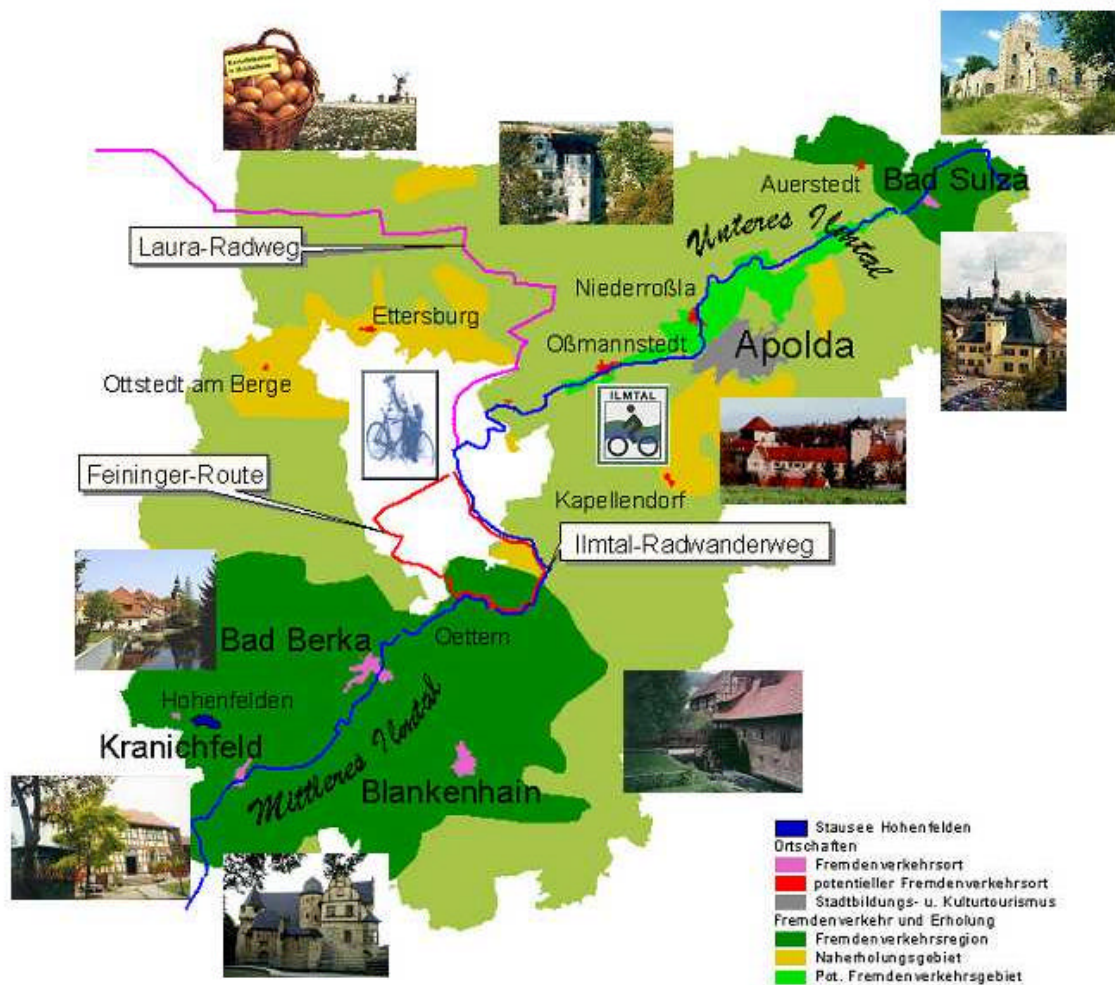 Auerstedt
Bad Sulza
Unteres Ilmtal
Laura-Radweg
Niederroßla
Ettersburg
Oßmannstedt
Apolda
Ottstedt am Berge
ILMTAL
Feininger-Route
Kapellendorf
Ilmtal-Radwanderweg
Bad Berka
Oettern
Hohenfelden
Mittleres Ilmtal
Kranichfeld
Blankenhain
Stausee Hohenfelden
Ortschaften
Fremdenverkehrsort
potentieller Fremdenverkehrsort
Stadtbildungs- u. Kulturtourismus
Fremdenverkehr und Erholung
Fremdenverkehrsregion
Naherholungsgebiet
Pot. Fremdenverkehrsgebiet